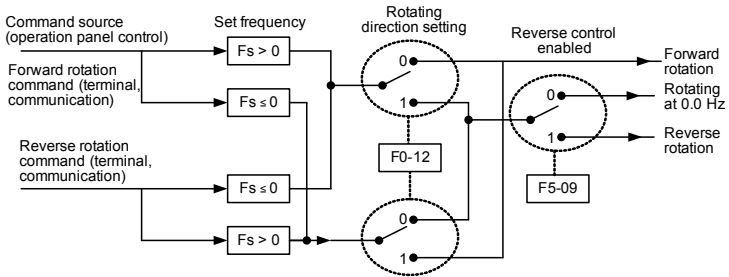 Command source
(operation panel control)
Set frequency
Rotating
direction setting
Reverse control
enabled
Fs > 0
0
Forward
rotation
Forward rotation
command (terminal,
communication)
Fs ≤ 0
1
0
Rotating
at 0.0 Hz
1
Reverse
rotation
Reverse rotation
command (terminal,
communication)
F0-12
F5-09
Fs ≤ 0
0
Fs > 0
1